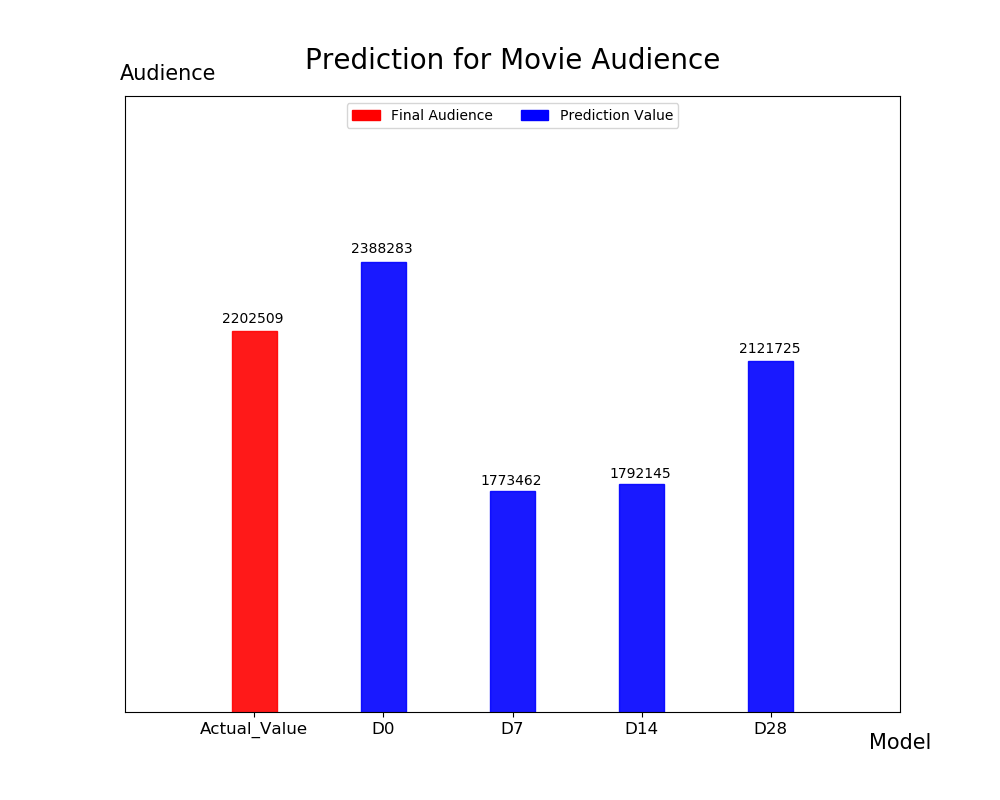 Prediction for Movie Audience
Audience
Final Audience
Prediction Value
2388283
2202509
2121725
1792145
1773462
Actual_Value
D0
D7
D14
D28
Model